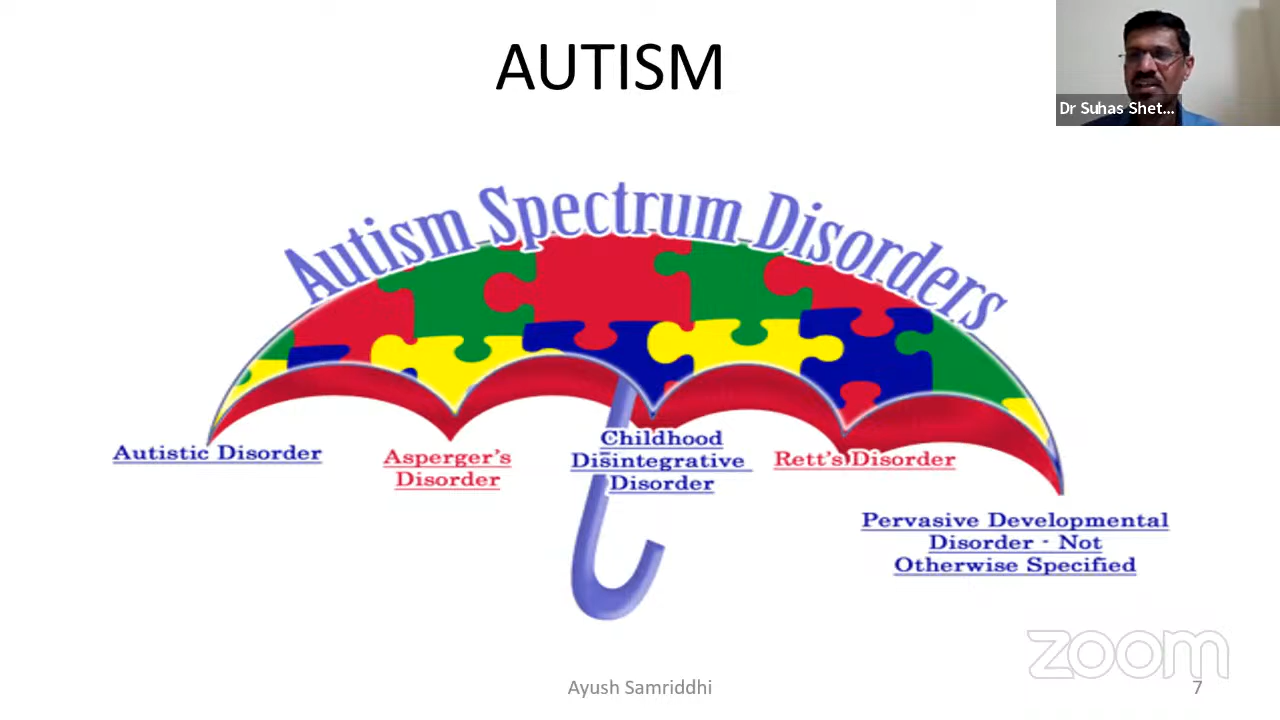 AUTISM
Dr Suhas Shet...
Autism Spectrum Disorders
Autistic Disorder
Asperger's
Disorder
Childhood
Disintegrative
Disorder
Rett's Disorder
Pervasive Developmental
Disorder - Not
Otherwise Specified
zoom
Ayush Samriddhi
7